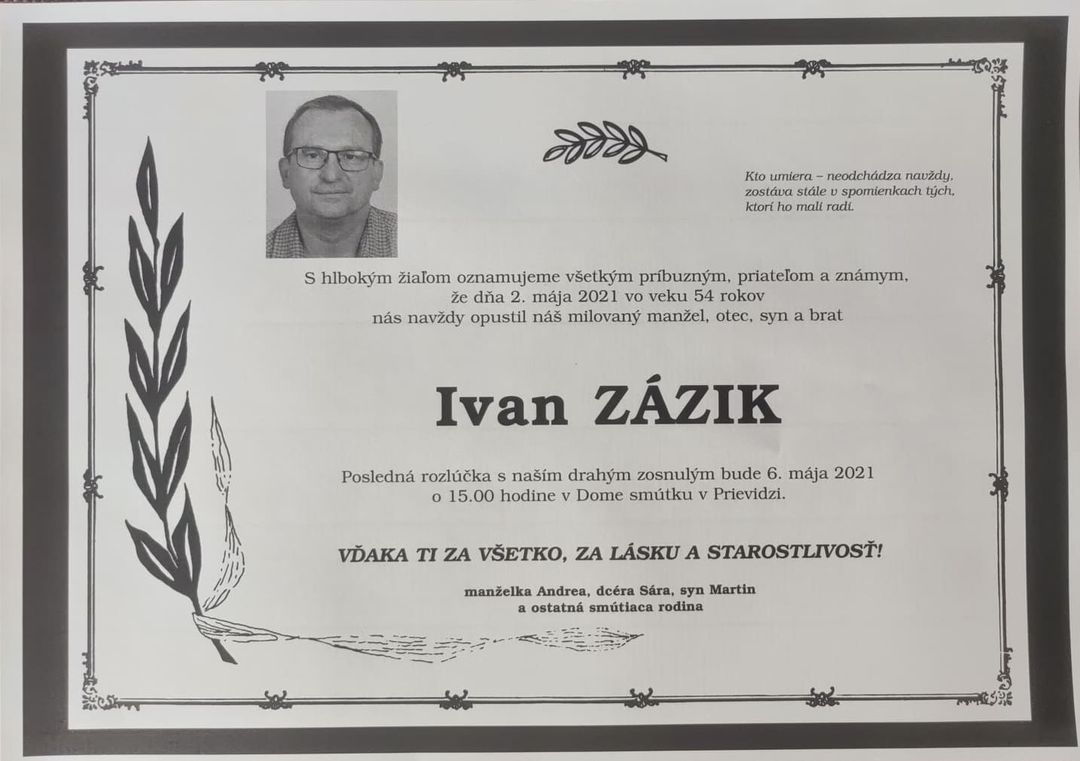 Kto umiera – neodchádza navždy,
zostáva stále v spomienkach tých,
ktorí ho mali radi.
S hlbokým žiaľom oznamujeme všetkým príbuzným, priateľom a známym,
že dňa 2. mája 2021 vo veku 54 rokov
nás navždy opustil náš milovaný manžel, otec, syn a brat
Ivan ZÁZIK
Posledná rozlúčka s naším drahým zosnulým bude 6. mája 2021
o 15.00 hodine v Dome smútku v Prievidzi.
VĎAKA TI ZA VŠETKO, ZA LÁSKU A STAROSTLIVOSŤ!
manželka Andrea, dcéra Sára, syn Martin
a ostatná smútiaca rodina